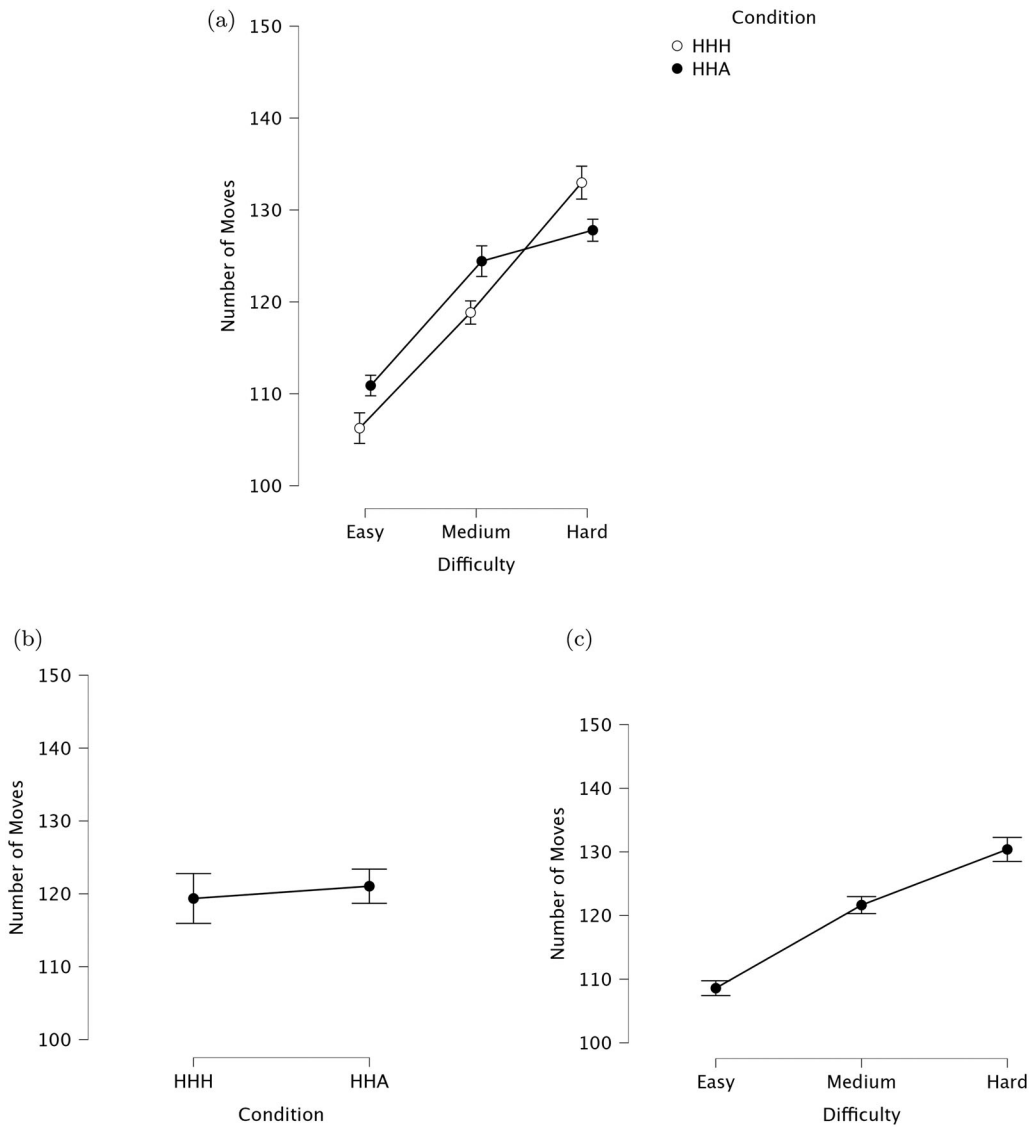 (a)
Condition
HHH
HHA
150
140
130
120
110
100
Number of Moves
Easy Medium Hard
Difficulty
(b)
150
140
130
120
110
100
Number of Moves
HHH HHA
Condition
(c)
150
140
130
120
110
100
Number of Moves
Easy Medium Hard
Difficulty